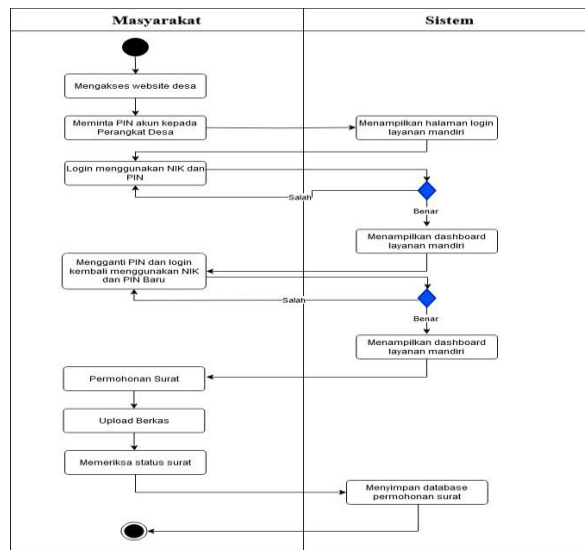 Masyarakat
Sistem
Mengakses website desa
Meminta PIN akun kepada
Perangkat Desa
Menampilkan halaman login
layanan mandiri
Login menggunakan NIK dan
PIN
Salah
Benar
Menampilkan dashboard
layanan mandiri
Mengganti PIN dan login
kembali menggunakan NIK
dan PIN Baru
Salah
Benar
Menampilkan dashboard
layanan mandiri
Permohonan Surat
Upload Berkas
Memeriksa status surat
Menyimpan database
permohonan surat